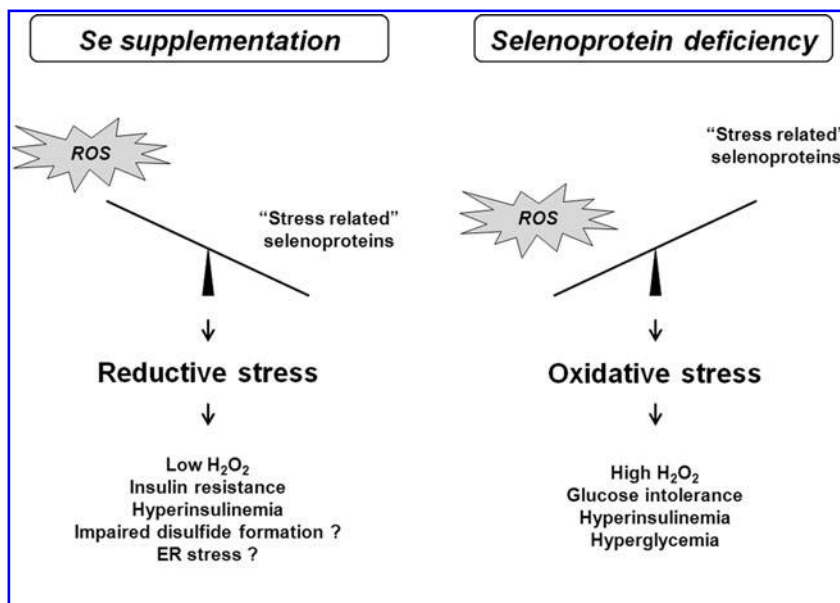 Se supplementation
ROS
"Stress related"
selenoproteins
Reductive stress
Low H₂O₂
Insulin resistance
Hyperinsulinemia
Impaired disulfide formation ?
ER stress ?
Selenoprotein deficiency
"Stress related"
selenoproteins
ROS
Oxidative stress
High H₂O₂
Glucose intolerance
Hyperinsulinemia
Hyperglycemia